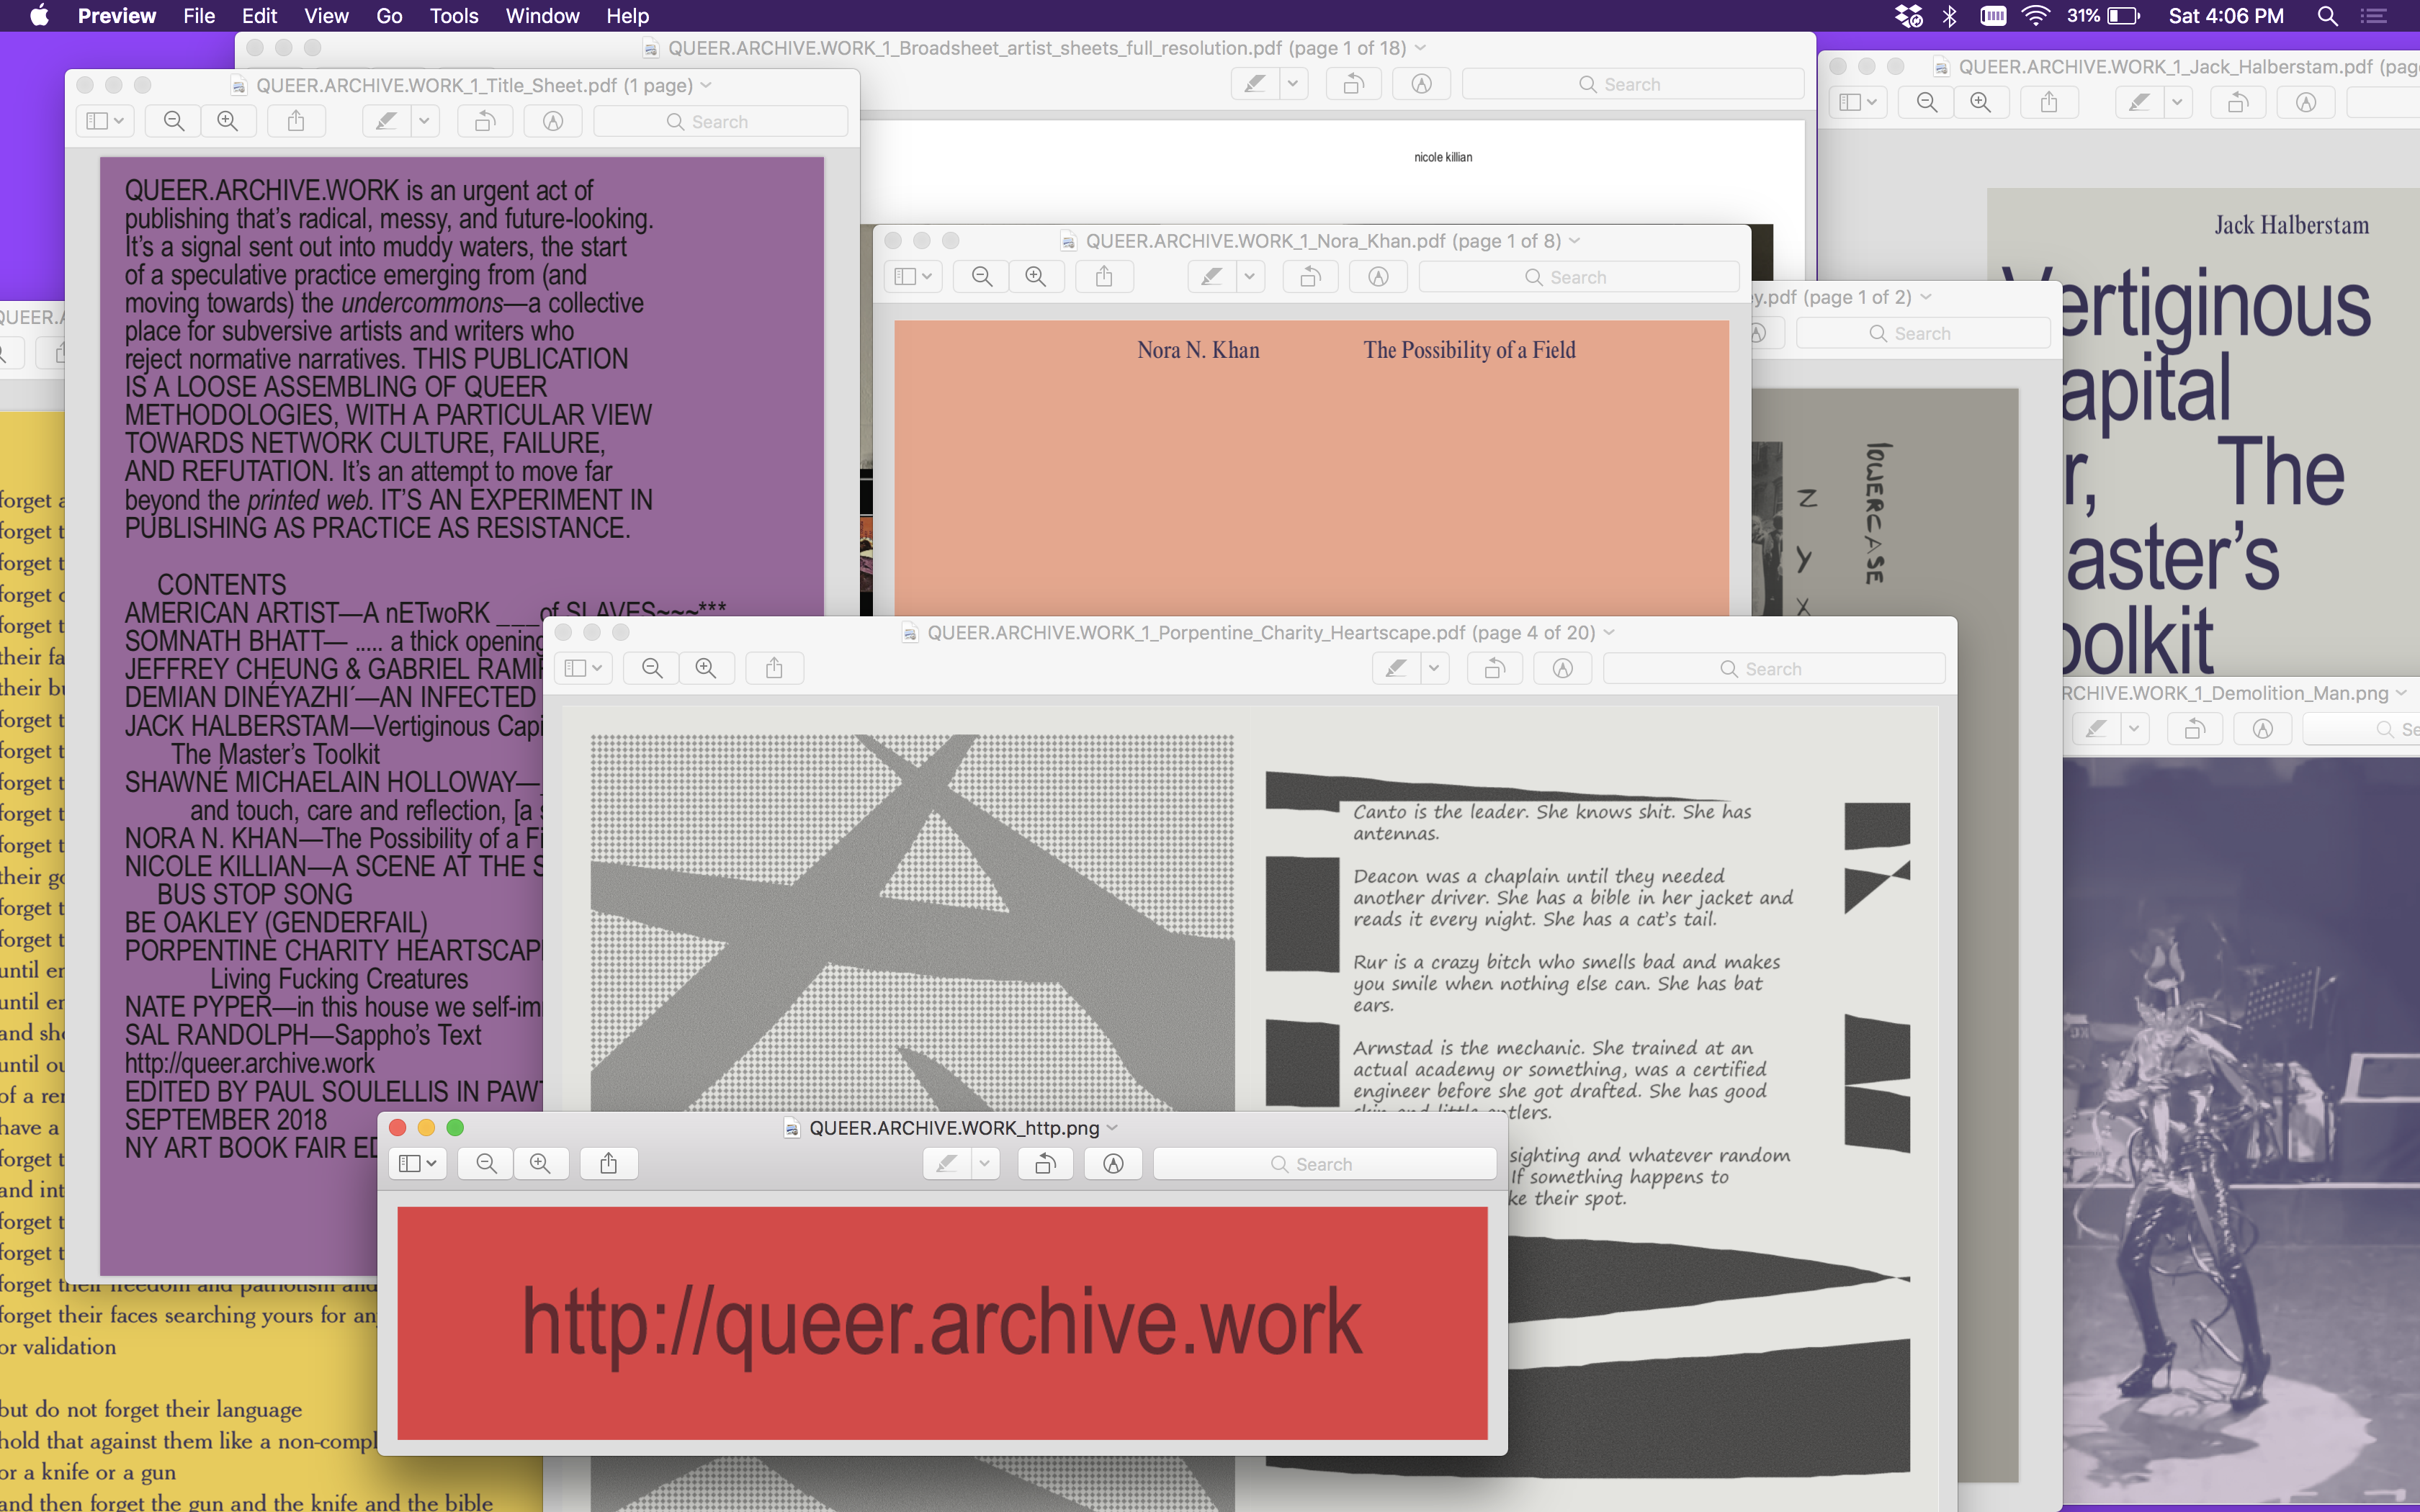 Preview File Edit View Go Tools Window Help
31% Sat 4:06 PM
QUEER.ARCHIVE.WORK_1_Broadsheet_artist_sheets_full_resolution.pdf (page 1 of 18)
Search
nicole killian
QUEER.ARCHIVE.WORK_1_Jack_Halberstam.pdf
Jack Halberstam
Vertiginous
apital
r, The
aster's
oolkit
QUEER.ARCHIVE.WORK_1_Title_Sheet.pdf (1 page)
Search
QUEER.ARCHIVE.WORK is an urgent act of
publishing that's radical, messy, and future-looking.
It's a signal sent out into muddy waters, the start
of a speculative practice emerging from (and
moving towards) the undercommons—a collective
place for subversive artists and writers who
reject normative narratives. THIS PUBLICATION
IS A LOOSE ASSEMBLING OF QUEER
METHODOLOGIES, WITH A PARTICULAR VIEW
TOWARDS NETWORK CULTURE, FAILURE,
AND REFUTATION. It's an attempt to move far
beyond the printed web. IT'S AN EXPERIMENT IN
PUBLISHING AS PRACTICE AS RESISTANCE.
CONTENTS
AMERICAN ARTIST—A nETwoRK ___of SLAVES~~~***
SOMNATH BHATT— ..... a thick opening
JEFFREY CHEUNG & GABRIEL RAMI
DEMIAN DINÉYAZHI´—AN INFECTED
JACK HALBERSTAM—Vertiginous Capi
The Master's Toolkit
SHAWNÉ MICHAELAIN HOLLOWAY—_
and touch, care and reflection, [a s
NORA N. KHAN—The Possibility of a Fi
NICOLE KILLIAN—A SCENE AT THE S
BUS STOP SONG
BE OAKLEY (GENDERFAIL)
PORPENTINE CHARITY HEARTSCAP
Living Fucking Creatures
NATE PYPER—in this house we self-im
SAL RANDOLPH—Sappho's Text
http://queer.archive.work
EDITED BY PAUL SOULELLIS IN PAWT
SEPTEMBER 2018
NY ART BOOK FAIR ED
QUEER.ARCHIVE.WORK_1_Nora_Khan.pdf (page 1 of 8)
Search
Nora N. Khan The Possibility of a Field
y.pdf (page 1 of 2)
Search
lowercase
Z
Y
X
RCHIVE.WORK_1_Demolition_Man.png
Se
QUEER.ARCHIVE.WORK_1_Porpentine_Charity_Heartscape.pdf (page 4 of 20)
Search
Canto is the leader. She knows shit. She has
antennas.
Deacon was a chaplain until they needed
another driver. She has a bible in her jacket and
reads it every night. She has a cat's tail.
Rur is a crazy bitch who smells bad and makes
you smile when nothing else can. She has bat
ears.
Armstad is the mechanic. She trained at an
actual academy or something, was a certified
engineer before she got drafted. She has good
skin and little antlers.
sighting and whatever random
If something happens to
ke their spot.
QUEER.ARCHIVE.WORK_http.png
Search
http://queer.archive.work
QUEER.A
forget a
forget t
forget t
forget c
forget t
their fa
their bu
forget t
forget t
forget t
forget t
forget t
their go
forget t
forget t
until en
until en
and she
until ou
of a rem
have a
forget t
and int
forget t
forget t
forget their freedom and patriotism and
forget their faces searching yours for an
or validation
but do not forget their language
hold that against them like a non-compl
or a knife or a gun
and then forget the gun and the knife and the bible